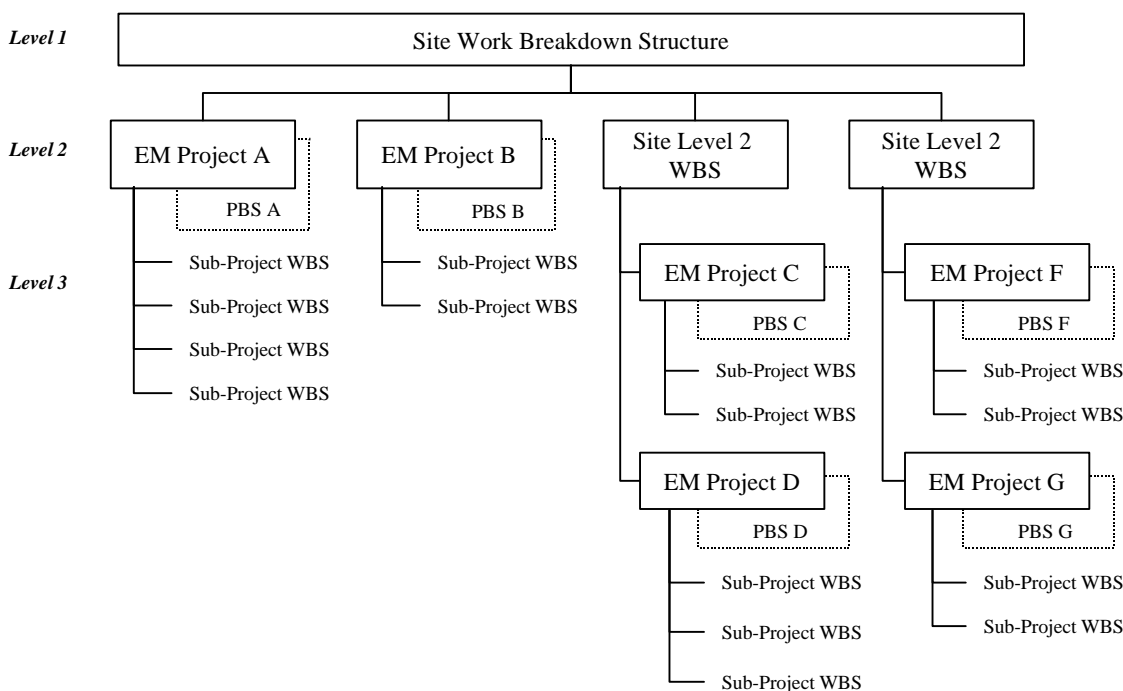 Level 1
Site Work Breakdown Structure
Level 2
EM Project A
PBS A
EM Project B
PBS B
Site Level 2
WBS
Site Level 2
WBS
Level 3
Sub-Project WBS
Sub-Project WBS
Sub-Project WBS
Sub-Project WBS
Sub-Project WBS
Sub-Project WBS
EM Project C
PBS C
Sub-Project WBS
Sub-Project WBS
EM Project D
PBS D
Sub-Project WBS
Sub-Project WBS
Sub-Project WBS
EM Project F
PBS F
Sub-Project WBS
Sub-Project WBS
EM Project G
PBS G
Sub-Project WBS
Sub-Project WBS